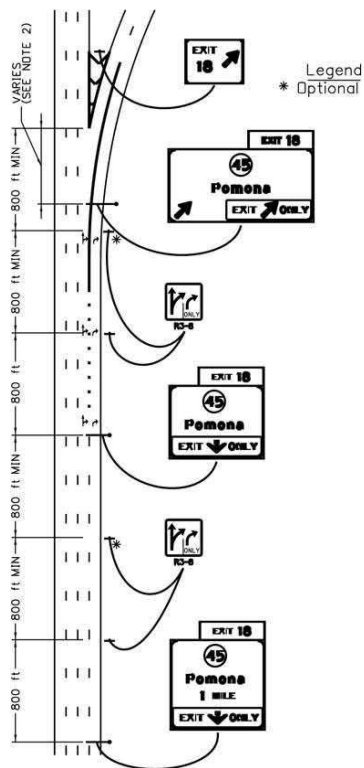 EXIT
18
Legend
* Optional
VARIES
(SEE NOTE 2)
800 ft MIN
EXIT 18
45
Pomona
EXIT ONLY
*
800 ft MIN
ONLY
R3-8
800 ft
EXIT 18
45
Pomona
EXIT ONLY
800 ft MIN
*
ONLY
R3-8
800 ft MIN
EXIT 18
45
Pomona
1 MILE
EXIT ONLY
800 ft